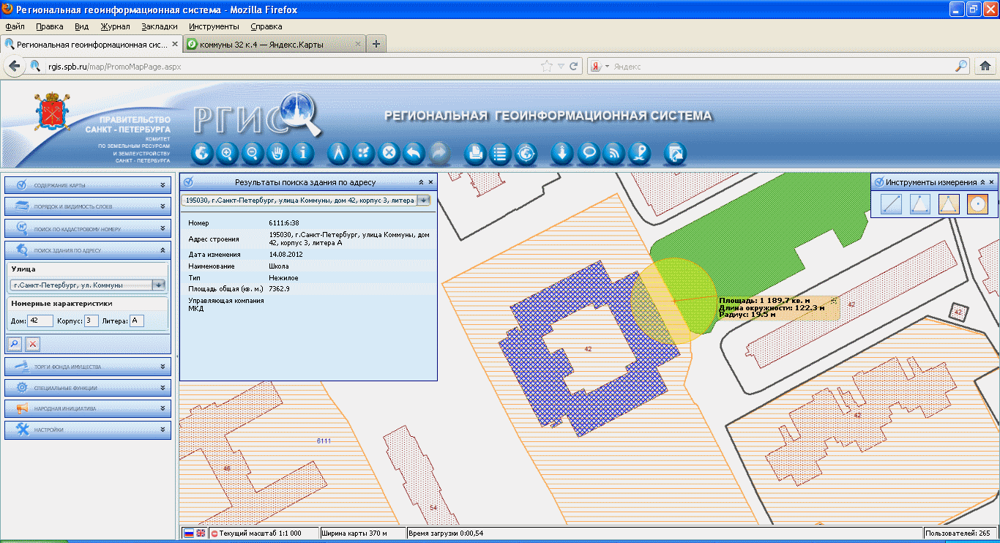 Региональная геоинформационная система - Mozilla Firefox
Файл Правка Вид Журнал Закладки Инструменты Справка
Региональная геоинформационная сис...
коммуны 32 к.4 — Яндекс.Карты
rgis.spb.ru/map/PromoMapPage.aspx
Яндекс
ПРАВИТЕЛЬСТВО
САНКТ - ПЕТЕРБУРГА
КОМИТЕТ
ПО ЗЕМЕЛЬНЫМ РЕСУРСАМ
И ЗЕМЛЕУСТРОЙСТВУ
САНКТ - ПЕТЕРБУРГА
РГИС
РЕГИОНАЛЬНАЯ ГЕОИНФОРМАЦИОННАЯ СИСТЕМА
СОДЕРЖАНИЕ КАРТЫ
ПОРЯДОК И ВИДИМОСТЬ СЛОЕВ
ПОИСК ПО КАДАСТРОВОМУ НОМЕРУ
ПОИСК ЗДАНИЯ ПО АДРЕСУ
Улица
г.Санкт-Петербург, ул. Коммуны
Номерные характеристики
Дом: 42 Корпус: 3 Литера: А
ТОРГИ ФОНДА ИМУЩЕСТВА
СПЕЦИАЛЬНЫЕ ФУНКЦИИ
НАРОДНАЯ ИНИЦИАТИВА
НАСТРОЙКИ
Результаты поиска здания по адресу
195030, г.Санкт-Петербург, улица Коммуны, дом 42, корпус 3, литера
Номер 6111:6:38
Адрес строения 195030, г.Санкт-Петербург, улица Коммуны, дом
42, корпус 3, литера А
Дата изменения 14.08.2012
Наименование Школа
Тип Нежилое
Площадь общая (кв. м.) 7362.9
Управляющая компания
МКД
Инструменты измерения
Площадь: 1 189.7 кв. м
Длина окружности: 122.3 м
Радиус: 19.5 м
42
42
42
42
6111
46
54
Текущий масштаб 1:1 000
Ширина карты 370 м
Время загрузки 0:00,54
Пользователей: 265